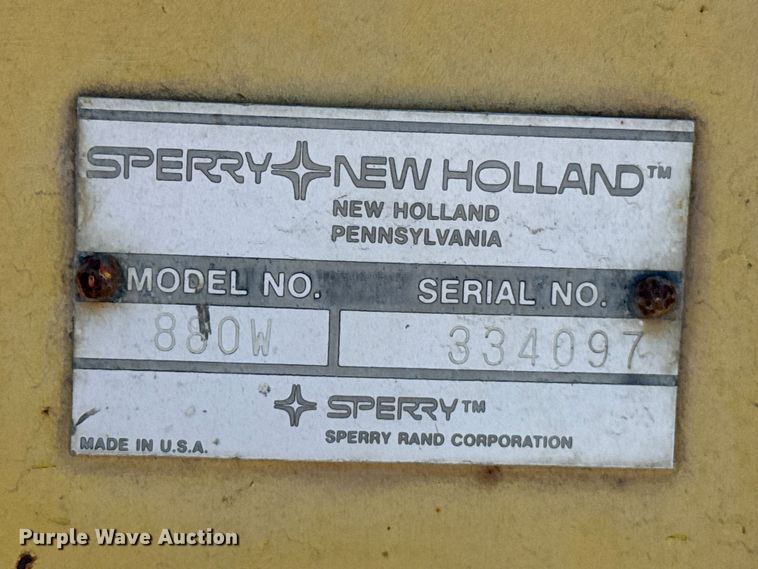 SPERRY NEW HOLLAND™
NEW HOLLAND
PENNSYLVANIA
MODEL NO. SERIAL NO.
880W 334097
SPERRY™
MADE IN U.S.A. SPERRY RAND CORPORATION
Purple Wave Auction